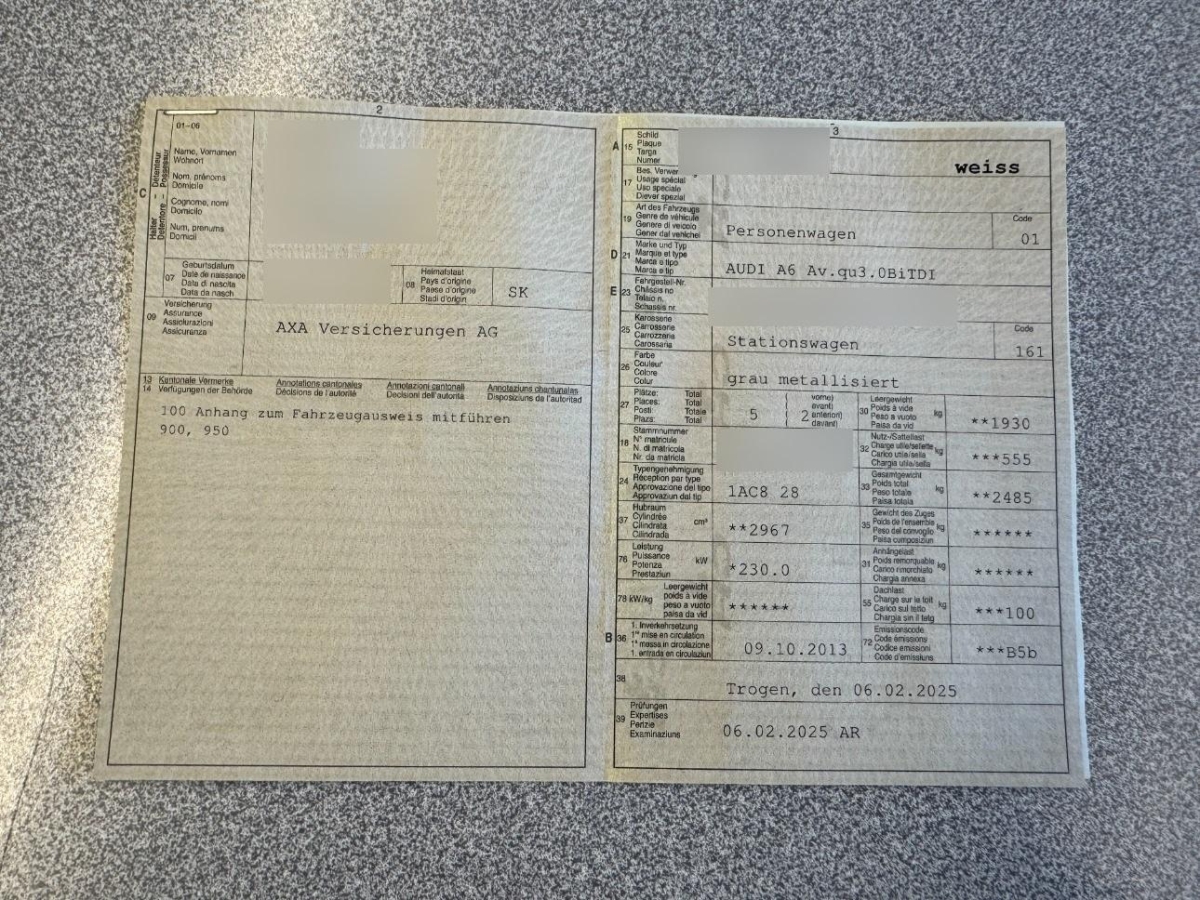 2
01-06
C
Halter – Détenteur
Detentore – Possessur
Name, Vornamen
Wohnort
Nom, prénoms
Domicile
Cognome, nomi
Domicilio
Num, prenums
Domicil
07
Geburtsdatum
Date de naissance
Data di nascita
Data da nasch.
08
Heimatstaat
Pays d'origine
Paese d'origine
Stadi d'origin
SK
09
Versicherung
Assurance
Assicurazioni
Assicuranza
AXA Versicherungen AG
13 Kantonale Vermerke Annotations cantonales Annotazioni cantonali Annotaziuns chantunalas
14 Verfügungen der Behörde Décisions de l'autorité Decisioni dell'autorità Disposiziuns da l'autoritad
100 Anhang zum Fahrzeugausweis mitführen
900, 950
3
A 15
Schild
Plaque
Targa
Numer
weiss
17
Bes. Verwen
Usage spécial
Uso speciale
Diever spezial
19
Art des Fahrzeugs
Genre de véhicule
Genere di veicolo
Gener dal vehichel
Personenwagen
Code
01
D 21
Marke und Typ
Marque et type
Marca e tipo
Marca e tip
AUDI A6 Av.qu3.0BiTDI
E 23
Fahrgestell-Nr.
Châssis no
Telaio n.
Schassis nr.
25
Karosserie
Carrosserie
Carrozzeria
Carossaria
Stationswagen
Code
161
26
Farbe
Couleur
Colore
Colur
grau metallisiert
27
Plätze: Total
Places: Total
Posti: Totale
Plazs: Total
5
2
vorne)
avant)
anteriori)
davant)
30
Leergewicht
Poids à vide
Peso a vuoto
Paisa da vid
kg
**1930
18
Stammnummer
N° matricule
N. di matricola
Nr. da matricla
32
Nutz-/Sattellast
Charge utile/sellette
Carico utile/sella
Chargia utila/sella
kg
***555
24
Typengenehmigung
Réception par type
Approvazione del tipo
Approvaziun dal tip
1AC8 28
33
Gesamtgewicht
Poids total
Peso totale
Paisa totala
kg
**2485
37
Hubraum
Cylindrée
Cilindrata
Cilindrada
cm³
**2967
35
Gewicht des Zuges
Poids de l'ensemble
Peso del convoglio
Paisa cumposiziun
kg
******
76
Leistung
Puissance
Potenza
Prestaziun
kW
*230.0
31
Anhängelast
Poids remorquable
Carico rimorchiato
Chargia annexa
kg
******
78 kW/kg
Leergewicht
poids à vide
peso a vuoto
paisa da vid
******
55
Dachlast
Charge sur le toit
Carico sul tetto
Chargia sin il tetg
kg
***100
B 36
1. Inverkehrsetzung
1re mise en circulation
1a messa in circolazione
1. entrada en circulaziun
09.10.2013
72
Emissionscode
Code émissions
Codice emissioni
Code d'emissiuns
***B5b
38
Trogen, den 06.02.2025
39
Prüfungen
Expertises
Perizie
Examinaziuns
06.02.2025 AR